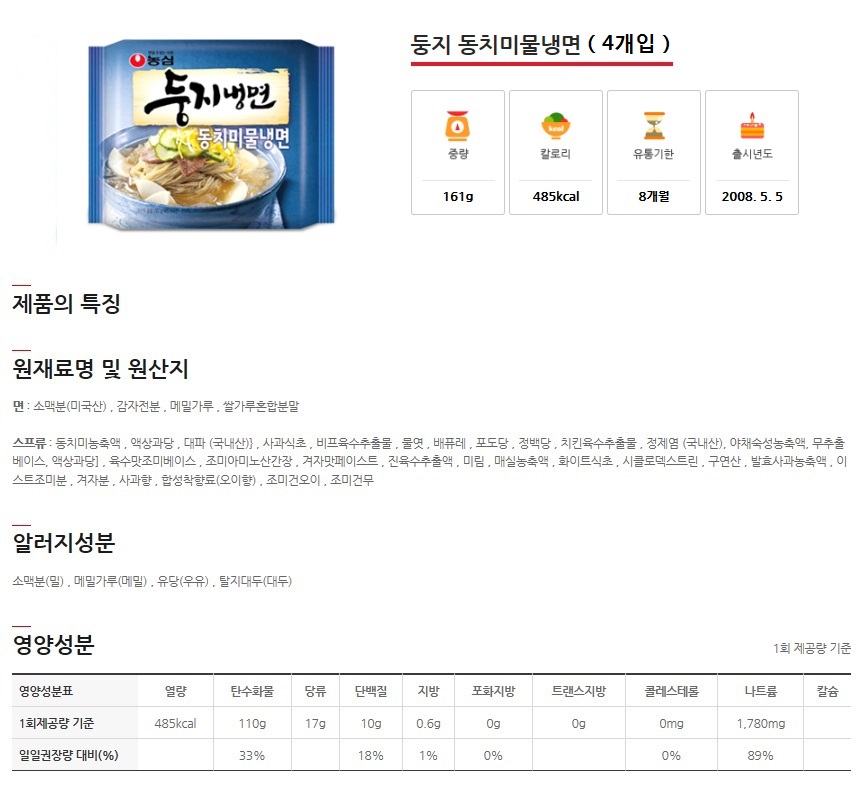 농심
둥지냉면
동치미물냉면
둥지 동치미물냉면 ( 4개입 )
중량
칼로리
유통기한
출시년도
161g
485kcal
8개월
2008. 5. 5
제품의 특징
원재료명 및 원산지
면 : 소맥분(미국산) , 감자전분 , 메밀가루 , 쌀가루혼합분말
스프류 : 동치미농축액 , 액상과당 , 대파 (국내산)} , 사과식초 , 비프육수추출물 , 물엿 , 배퓨레 , 포도당 , 정백당 , 치킨육수추출물 , 정제염 (국내산), 야채숙성농축액, 무추출
베이스, 액상과당] , 육수맛조미베이스 , 조미아미노산간장 , 겨자맛페이스트 , 진육수추출액 , 미림 , 매실농축액 , 화이트식초 , 시클로덱스트린 , 구연산 , 발효사과농축액 , 이
스트조미분 , 겨자분 , 사과향 , 합성착향료(오이향) , 조미건오이 , 조미건무
알러지성분
소맥분(밀) , 메밀가루(메밀) , 유당(우유) , 탈지대두(대두)
영양성분
1회 제공량 기준
영양성분표 열량 탄수화물 당류 단백질 지방 포화지방 트랜스지방 콜레스테롤 나트륨 칼슘
1회제공량 기준 485kcal 110g 17g 10g 0.6g 0g 0g 0mg 1,780mg
일일권장량 대비(%) 33% 18% 1% 0% 0% 89%